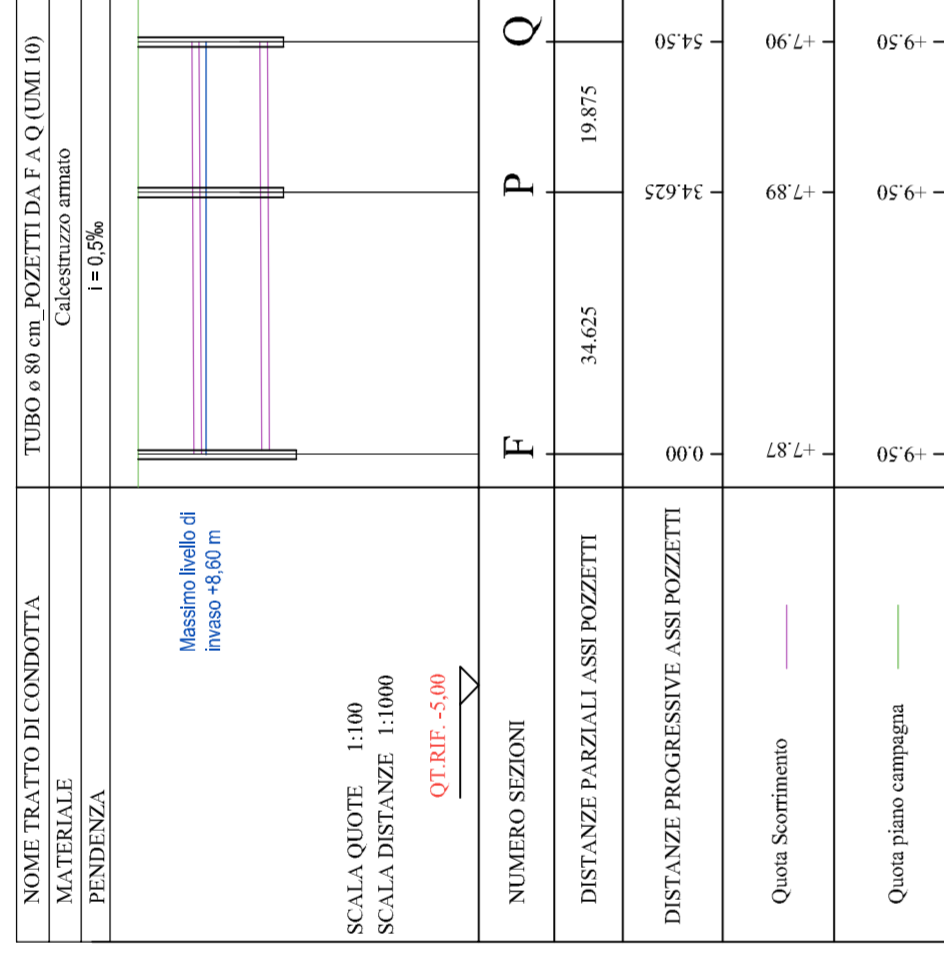 NOME TRATTO DI CONDOTTA
TUBO ø 80 cm_POZETTI DA F A Q (UMI 10)
MATERIALE
Calcestruzzo armato
PENDENZA
i = 0,5‰
Massimo livello di
invaso +8,60 m
SCALA QUOTE 1:100
SCALA DISTANZE 1:1000
QT.RIF. -5,00
NUMERO SEZIONI
F P Q
DISTANZE PARZIALI ASSI POZZETTI
34.625 19.875
DISTANZE PROGRESSIVE ASSI POZZETTI
0.00 34.625 54.50
Quota Scorrimento
+7.87 +7.89 +7.90
Quota piano campagna
+9.50 +9.50 +9.50